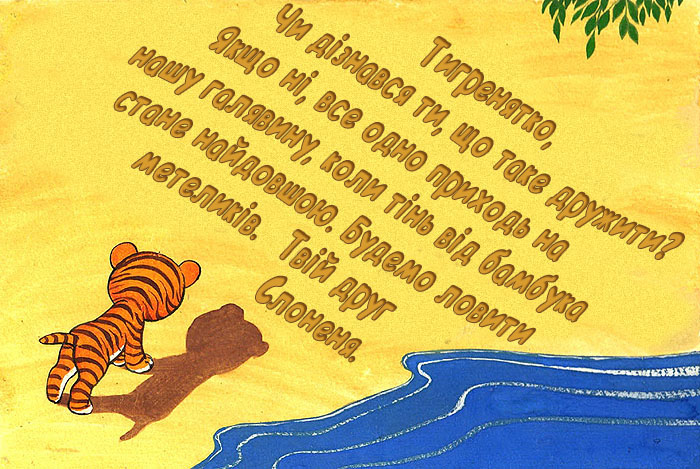 Тигренятко,
Чи дізнався ти, що таке дружити?
Якщо ні, все одно приходь на
нашу галявину, коли тінь від бамбука
стане найдовшою. Будемо ловити
метеликів. Твій друг
Слоненя.